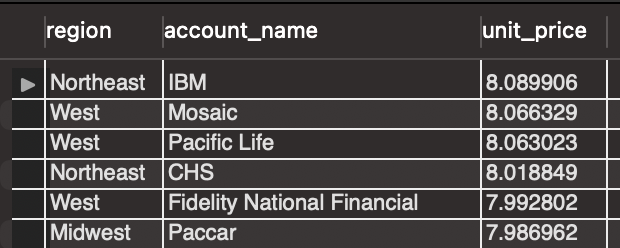 region account_name unit_price
Northeast IBM 8.089906
West Mosaic 8.066329
West Pacific Life 8.063023
Northeast CHS 8.018849
West Fidelity National Financial 7.992802
Midwest Paccar 7.986962